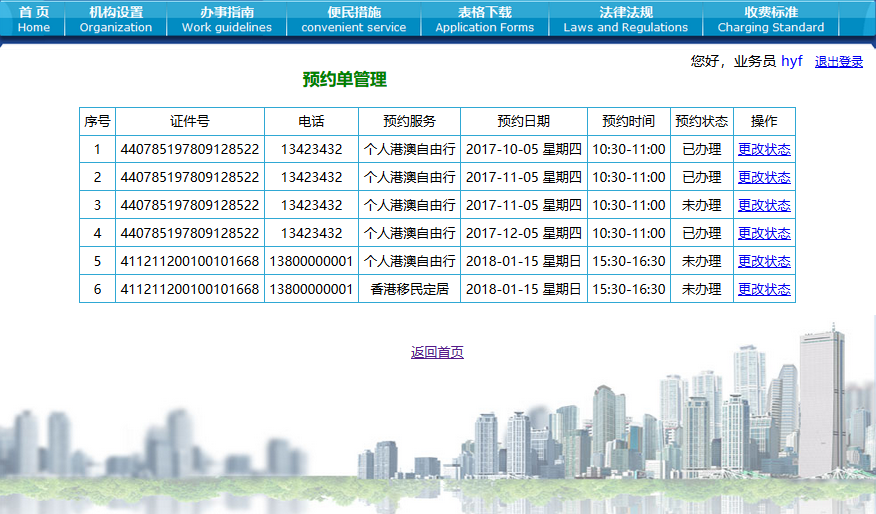 首 页 机构设置 办事指南 便民措施 表格下载 法律法规 收费标准
Home Organization Work guidelines convenient service Application Forms Laws and Regulations Charging Standard
您好，业务员 hyf 退出登录
预约单管理
序号 证件号 电话 预约服务 预约日期 预约时间 预约状态 操作
1 440785197809128522 13423432 个人港澳自由行 2017-10-05 星期四 10:30-11:00 已办理 更改状态
2 440785197809128522 13423432 个人港澳自由行 2017-11-05 星期四 10:30-11:00 已办理 更改状态
3 440785197809128522 13423432 个人港澳自由行 2017-11-05 星期四 10:30-11:00 未办理 更改状态
4 440785197809128522 13423432 个人港澳自由行 2017-12-05 星期四 10:30-11:00 已办理 更改状态
5 411211200100101668 13800000001 个人港澳自由行 2018-01-15 星期日 15:30-16:30 未办理 更改状态
6 411211200100101668 13800000001 香港移民定居 2018-01-15 星期日 15:30-16:30 未办理 更改状态
返回首页